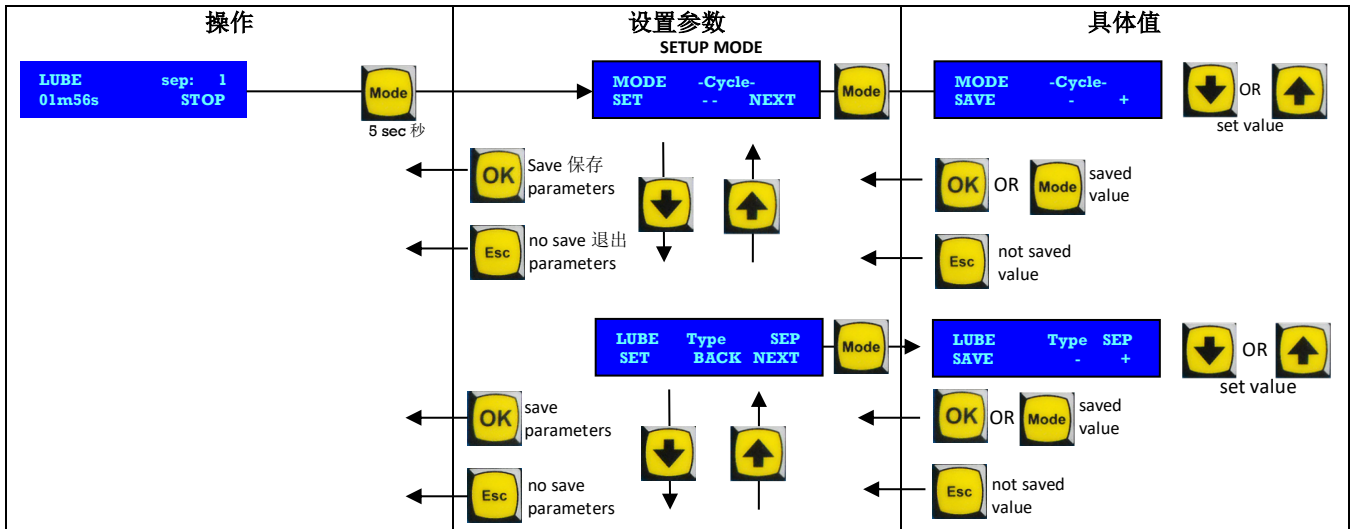 操作
设置参数
具体值
SETUP MODE
LUBE sep: 1
01m56s STOP
Mode
5 sec 秒
MODE -Cycle-
SET -- NEXT
Mode
MODE -Cycle-
SAVE - +
OR
set value
OK
Save 保存
parameters
Esc
no save 退出
parameters
OK OR Mode
saved
value
Esc
not saved
value
LUBE Type SEP
SET BACK NEXT
Mode
LUBE Type SEP
SAVE - +
OR
set value
OK
save
parameters
Esc
no save
parameters
OK OR Mode
saved
value
Esc
not saved
value